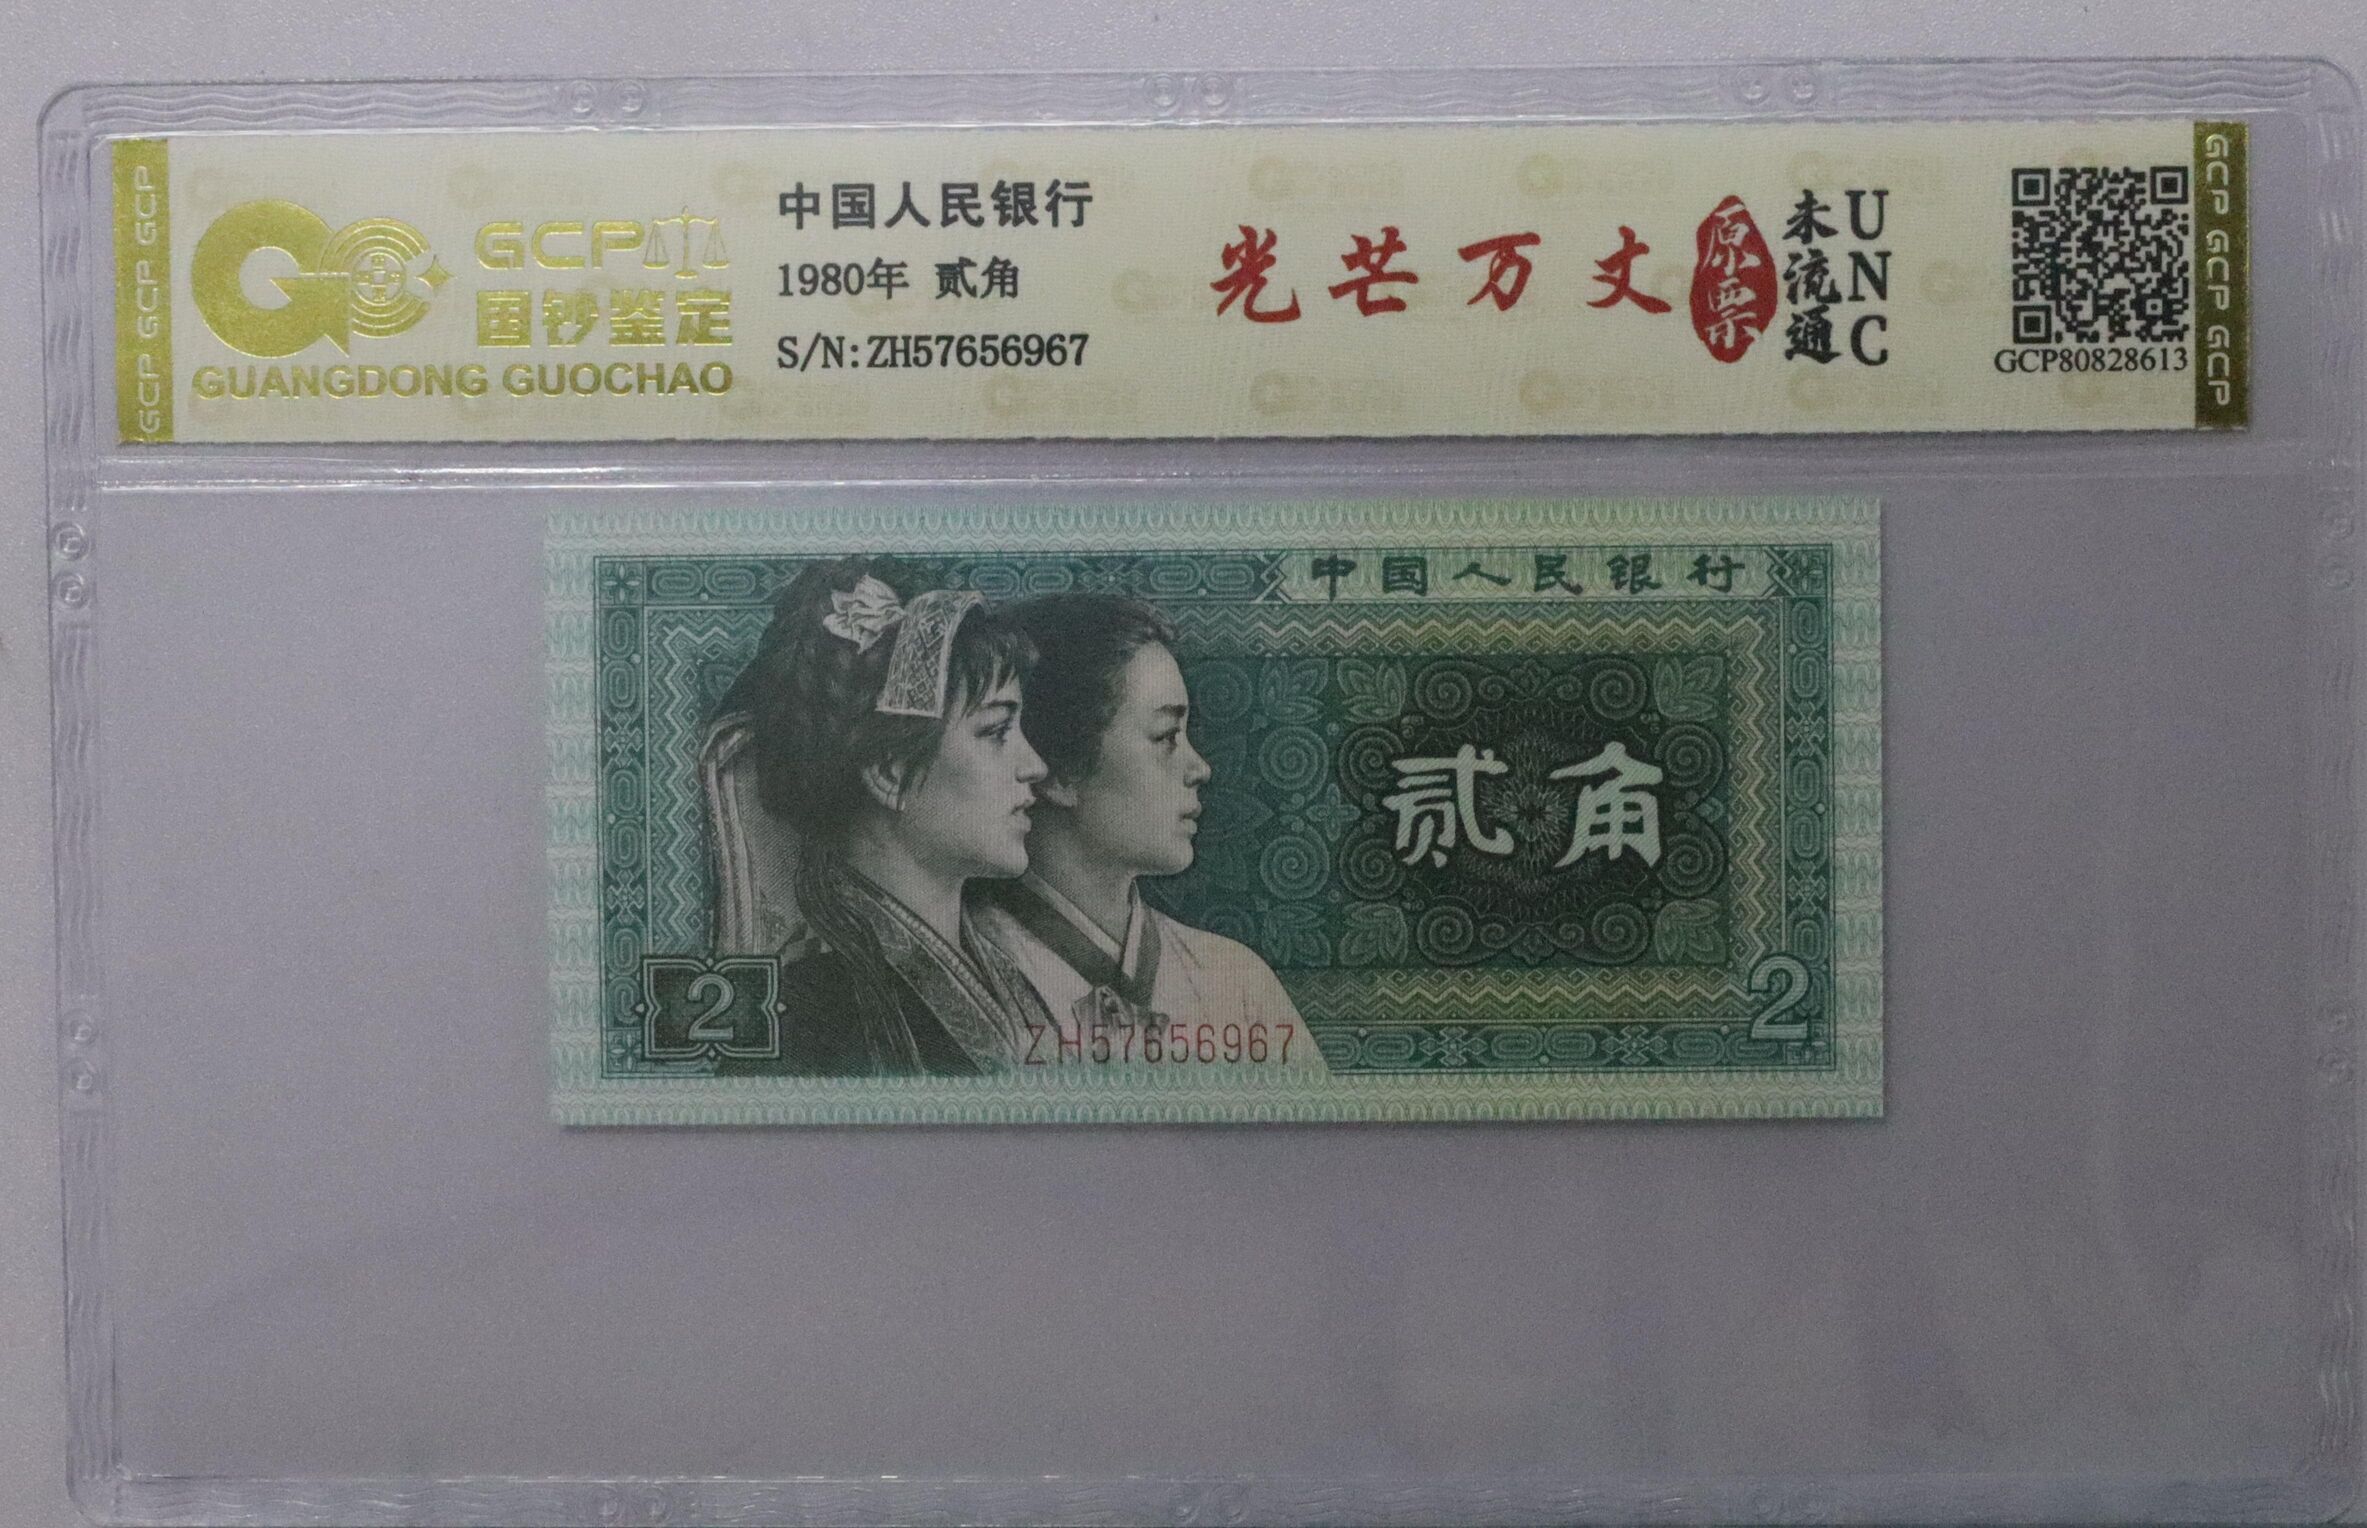 GCP GCP GCP
GCP
国钞鉴定
GUANGDONG GUOCHAO
中国人民银行
1980年 贰角
S/N:ZH57656967
光芒万丈
原票
未流通
UNC
GCP80828613
GCP GCP GCP
中国人民银行
贰角
2
2
ZH57656967